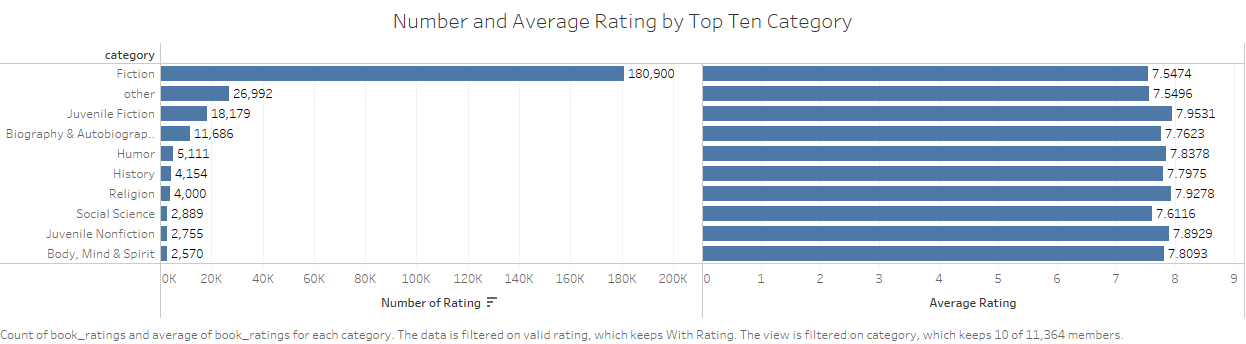 Number and Average Rating by Top Ten Category
category
Fiction 180,900 7.5474
other 26,992 7.5496
Juvenile Fiction 18,179 7.9531
Biography & Autobiograp.. 11,686 7.7623
Humor 5,111 7.8378
History 4,154 7.7975
Religion 4,000 7.9278
Social Science 2,889 7.6116
Juvenile Nonfiction 2,755 7.8929
Body, Mind & Spirit 2,570 7.8093
0K 20K 40K 60K 80K 100K 120K 140K 160K 180K 200K 0 1 2 3 4 5 6 7 8 9
Number of Rating Average Rating
Count of book_ratings and average of book_ratings for each category. The data is filtered on valid rating, which keeps With Rating. The view is filtered on category, which keeps 10 of 11,364 members.